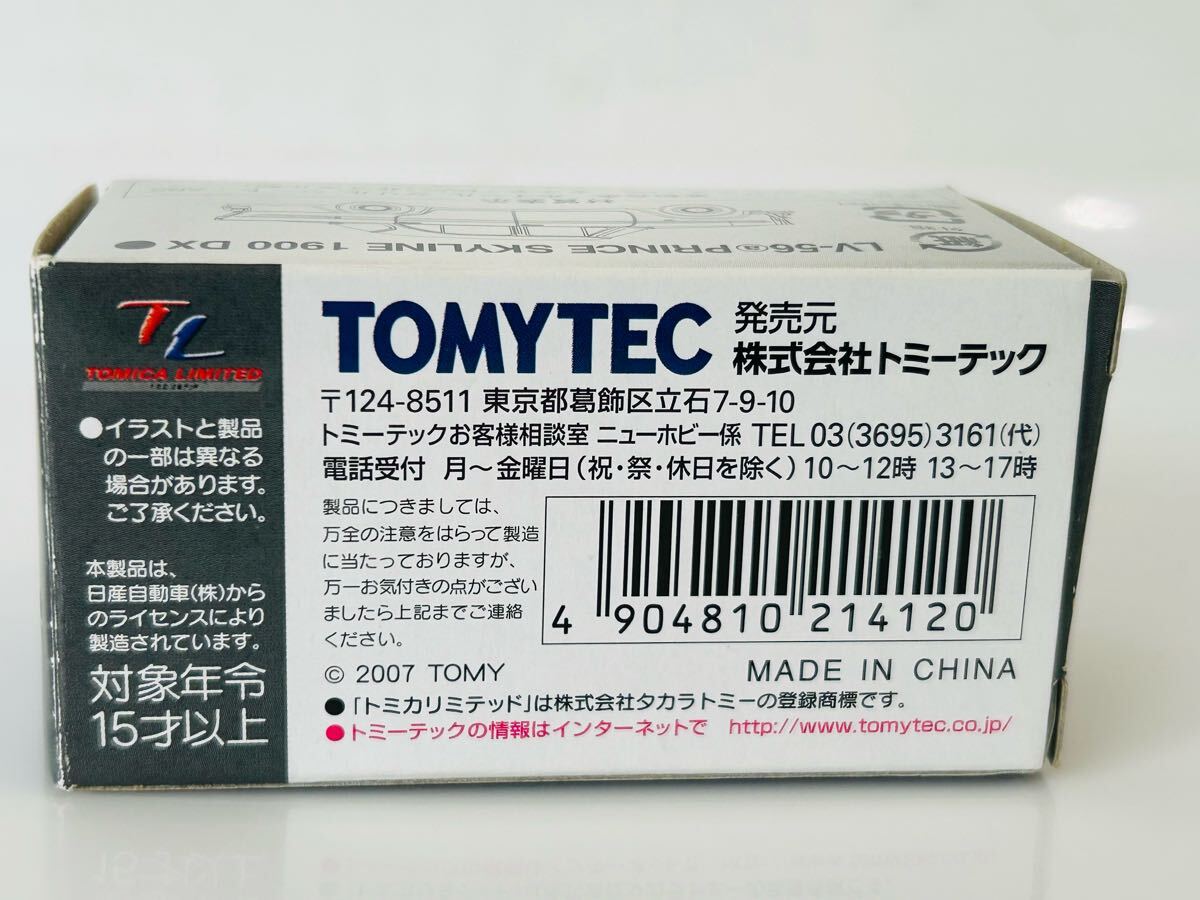 LV-56ⓐ PRINCE SKYLINE 1900 DX ●
TL
TOMICA LIMITED
●イラストと製品
の一部は異なる
場合があります。
ご了承ください。
本製品は、
日産自動車(株)から
のライセンスにより
製造されています。
対象年令
15才以上
TOMYTEC
発売元
株式会社トミーテック
〒124-8511 東京都葛飾区立石7-9-10
トミーテックお客様相談室 ニューホビー係 TEL 03(3695)3161(代)
電話受付 月〜金曜日(祝・祭・休日を除く)10〜12時 13〜17時
製品につきましては、
万全の注意をはらって製造
に当たっておりますが、
万一お気付きの点がござい
ましたら上記までご連絡
ください。
4 904810 214120
© 2007 TOMY
MADE IN CHINA
●「トミカリミテッド」は株式会社タカラトミーの登録商標です。
●トミーテックの情報はインターネットで http://www.tomytec.co.jp/